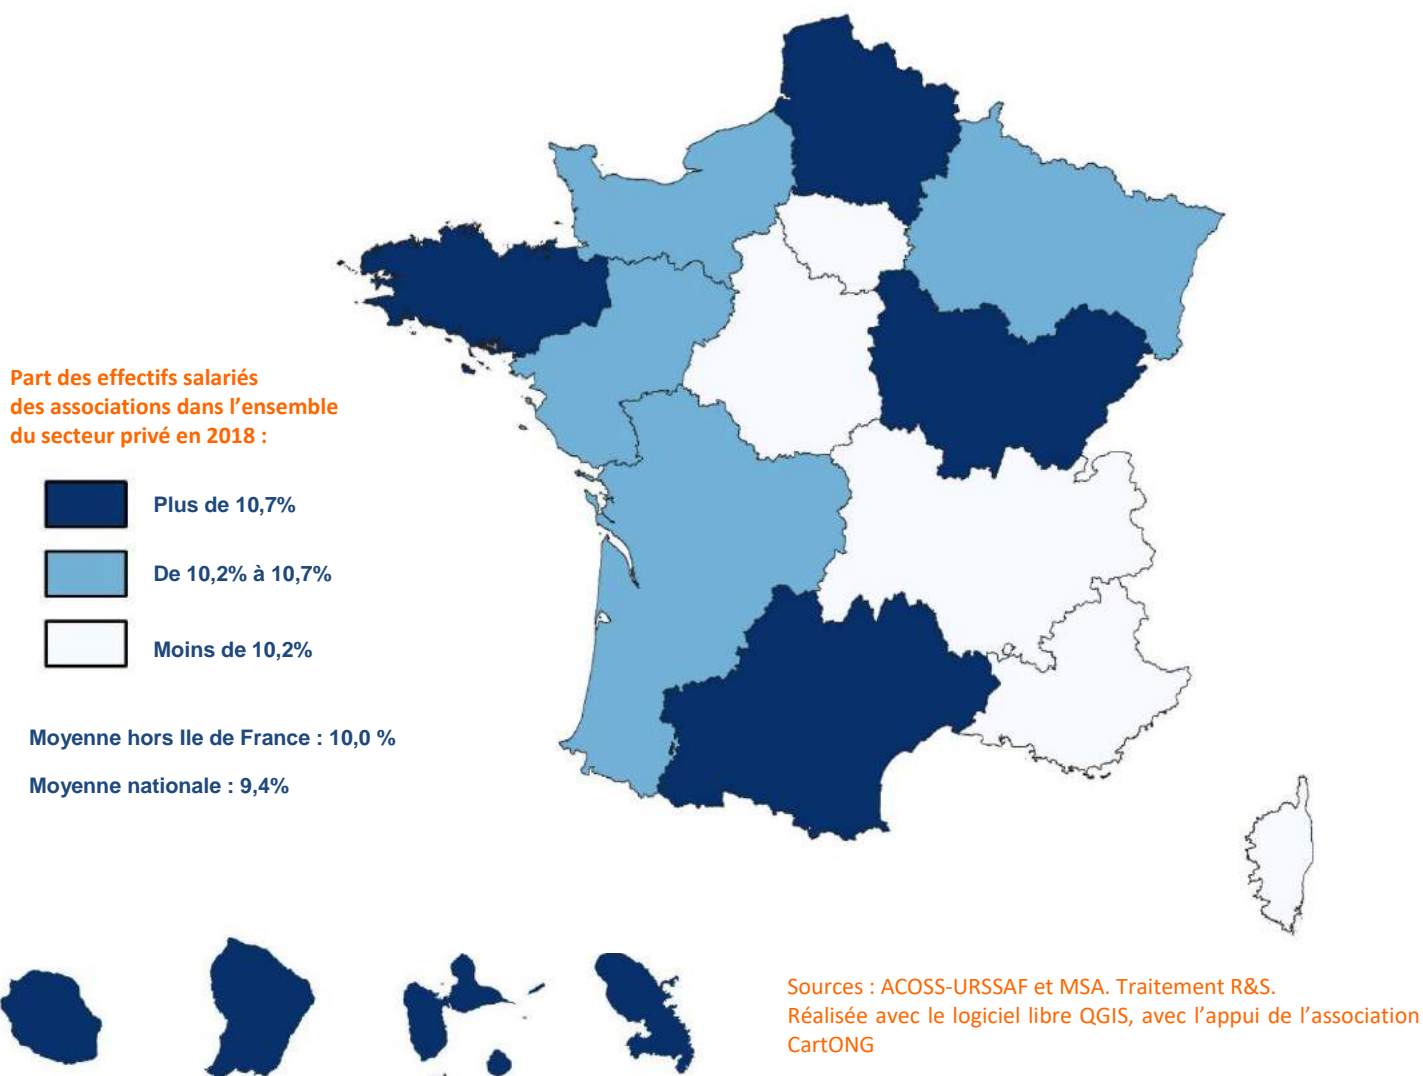 Part des effectifs salariés
des associations dans l’ensemble
du secteur privé en 2018 :
Plus de 10,7%
De 10,2% à 10,7%
Moins de 10,2%
Moyenne hors Ile de France : 10,0 %
Moyenne nationale : 9,4%
Sources : ACOSS-URSSAF et MSA. Traitement R&S.
Réalisée avec le logiciel libre QGIS, avec l’appui de l’association
CartONG